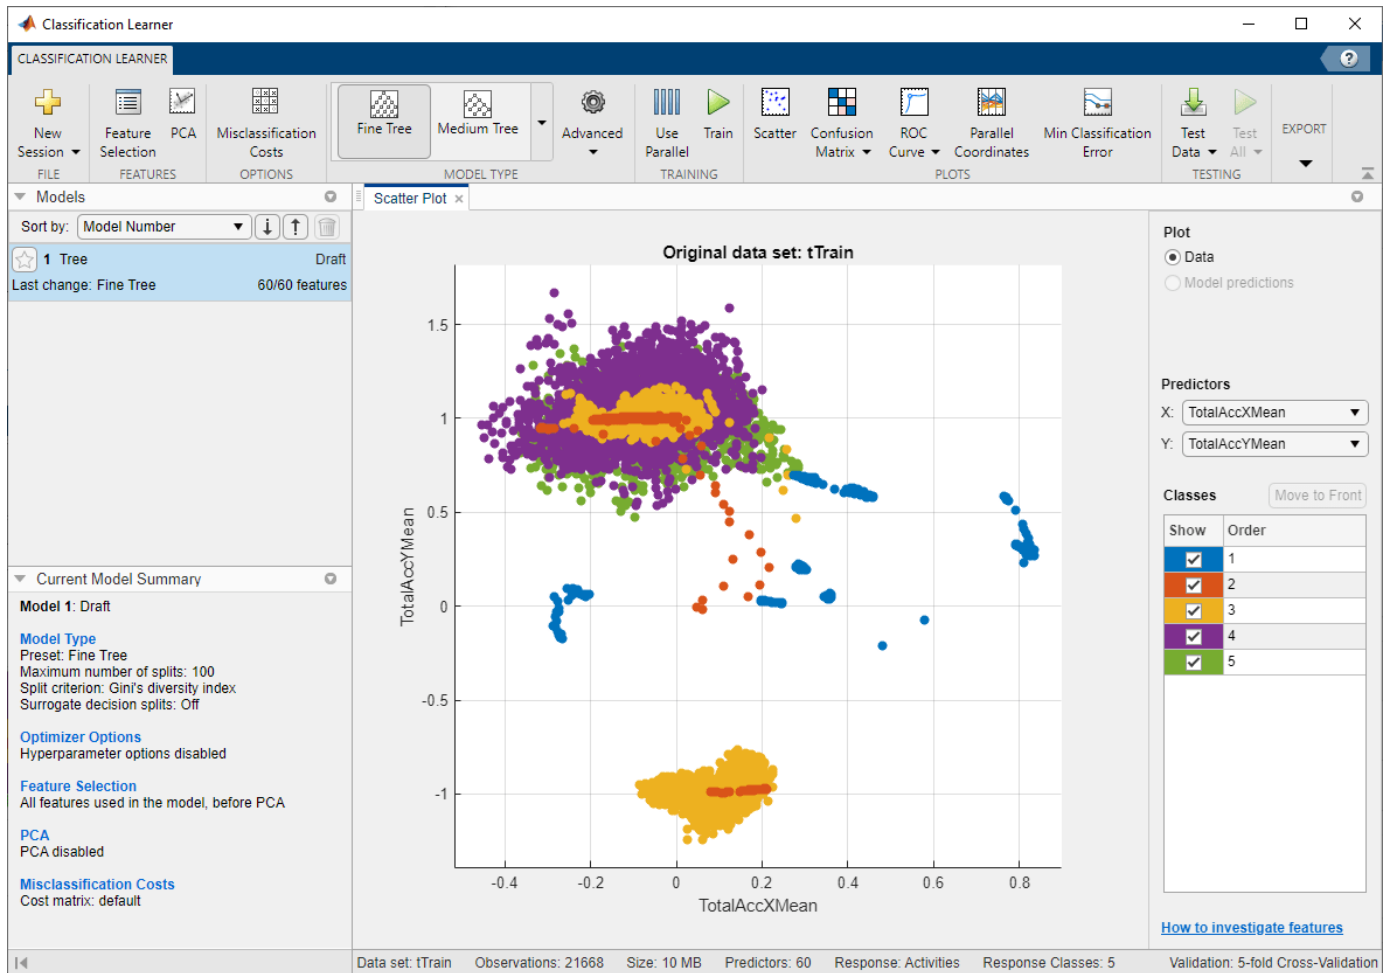 Classification Learner
CLASSIFICATION LEARNER
?
New
Session
Feature
Selection
PCA
Misclassification
Costs
Fine Tree
Medium Tree
Advanced
Use
Parallel
Train
Scatter
Confusion
Matrix
ROC
Curve
Parallel
Coordinates
Min Classification
Error
Test
Data
Test
All
EXPORT
FILE
FEATURES
OPTIONS
MODEL TYPE
TRAINING
PLOTS
TESTING
Models
Sort by: Model Number
1 Tree Draft
Last change: Fine Tree 60/60 features
Current Model Summary
Model 1: Draft
Model Type
Preset: Fine Tree
Maximum number of splits: 100
Split criterion: Gini's diversity index
Surrogate decision splits: Off
Optimizer Options
Hyperparameter options disabled
Feature Selection
All features used in the model, before PCA
PCA
PCA disabled
Misclassification Costs
Cost matrix: default
Scatter Plot
Original data set: tTrain
1.5
1
0.5
0
-0.5
-1
TotalAccYMean
-0.4
-0.2
0
0.2
0.4
0.6
0.8
TotalAccXMean
Plot
Data
Model predictions
Predictors
X: TotalAccXMean
Y: TotalAccYMean
Classes
Move to Front
Show Order
1
2
3
4
5
How to investigate features
Data set: tTrain Observations: 21668 Size: 10 MB Predictors: 60 Response: Activities Response Classes: 5 Validation: 5-fold Cross-Validation